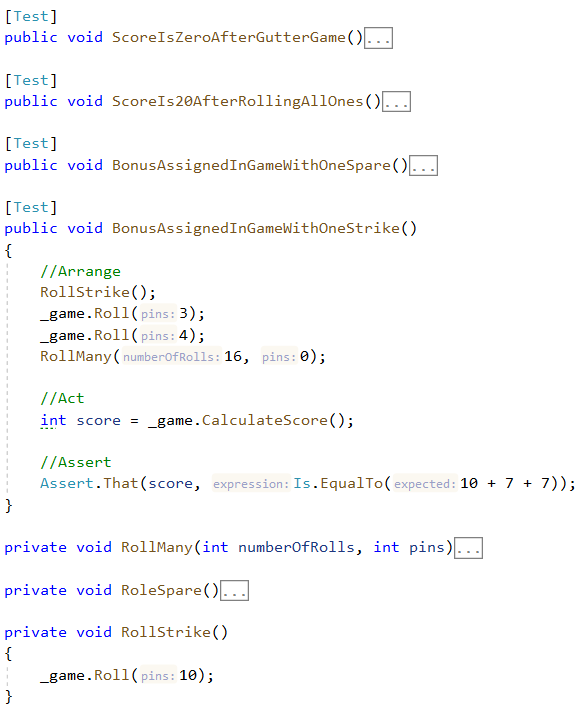 [Test]
public void ScoreIsZeroAfterGutterGame()...
[Test]
public void ScoreIs20AfterRollingAllOnes()...
[Test]
public void BonusAssignedInGameWithOneSpare()...
[Test]
public void BonusAssignedInGameWithOneStrike()
{
//Arrange
RollStrike();
_game.Roll(pins:3);
_game.Roll(pins:4);
RollMany(numberOfRolls:16, pins:0);
//Act
int score = _game.CalculateScore();
//Assert
Assert.That(score, expression:Is.EqualTo(expected:10 + 7 + 7));
}
private void RollMany(int numberOfRolls, int pins)...
private void RoleSpare()...
private void RollStrike()
{
_game.Roll(pins:10);
}